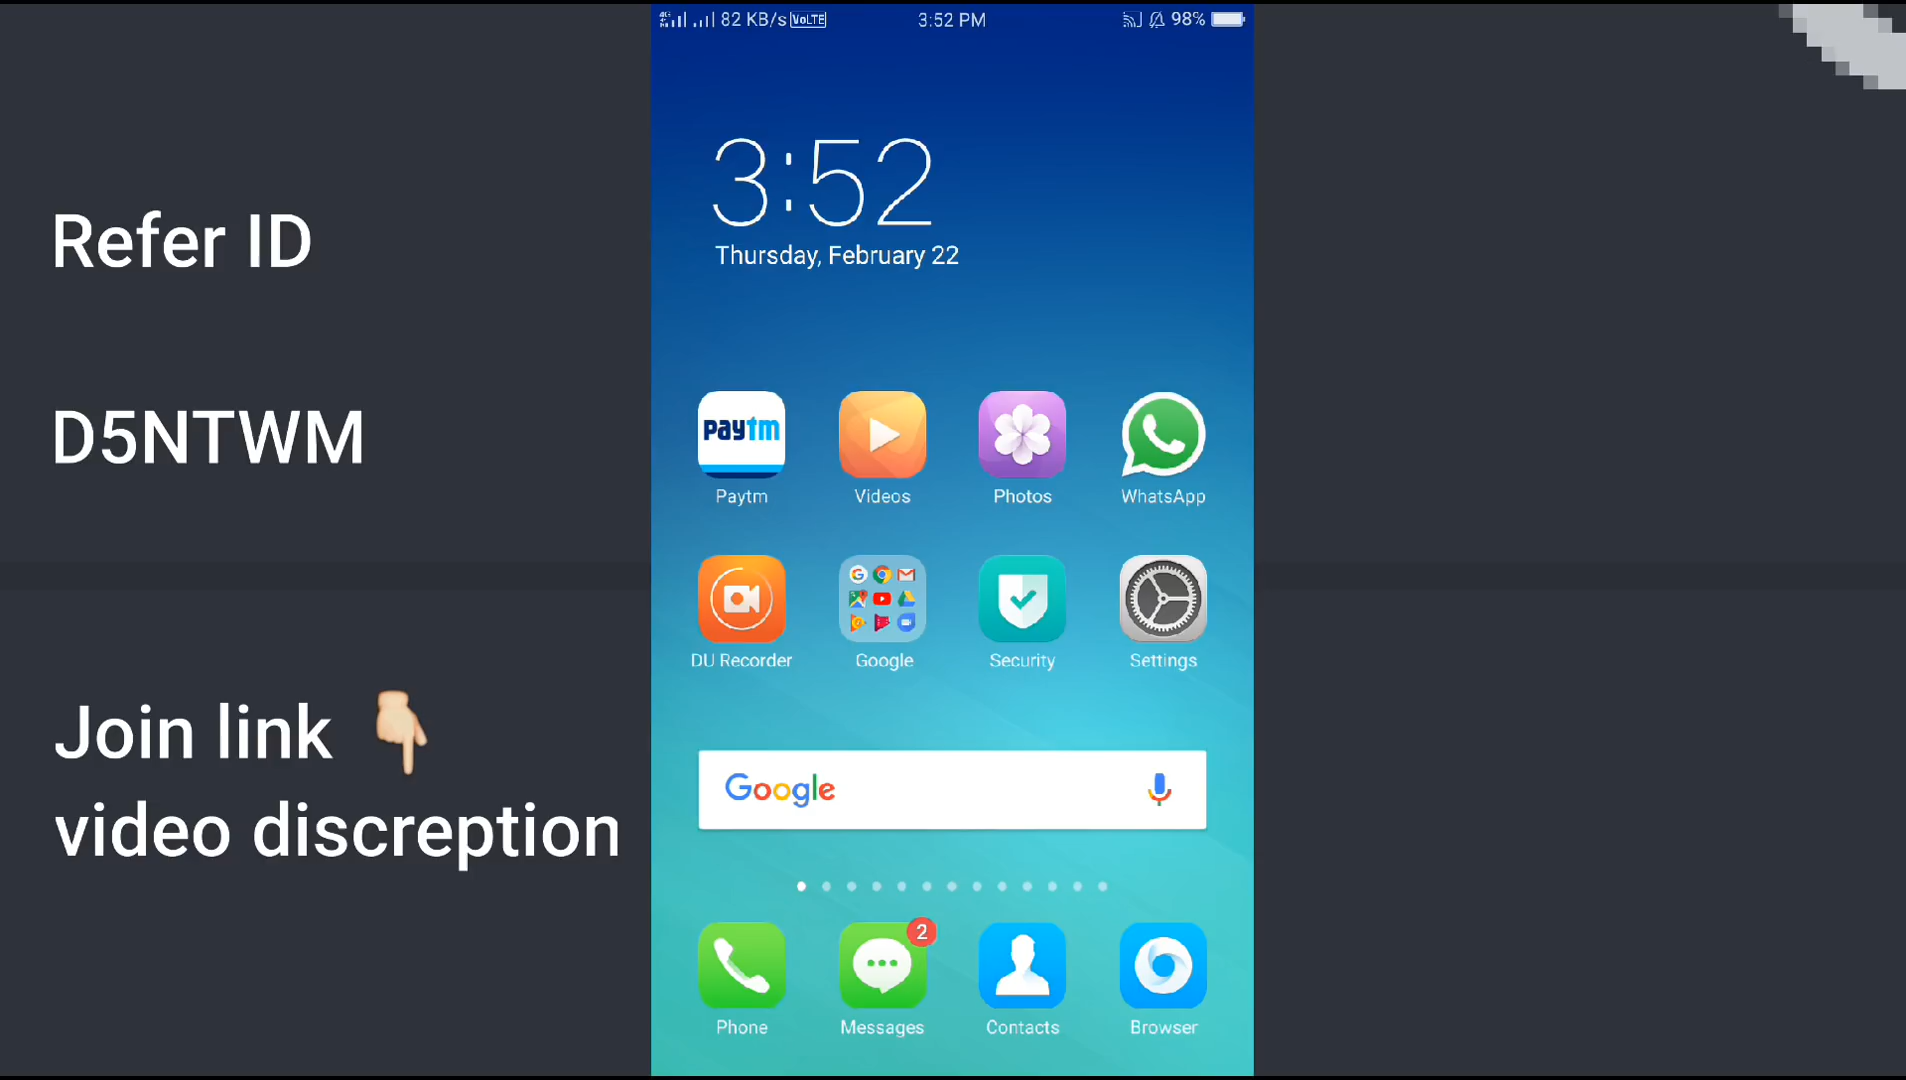 82 KB/s VoLTE 3:52 PM 98%
3:52
Thursday, February 22
Refer ID
D5NTWM
Join link 👇🏼
video discreption
paytm
Paytm Videos Photos WhatsApp
DU Recorder Google Security Settings
Google
2
Phone Messages Contacts Browser